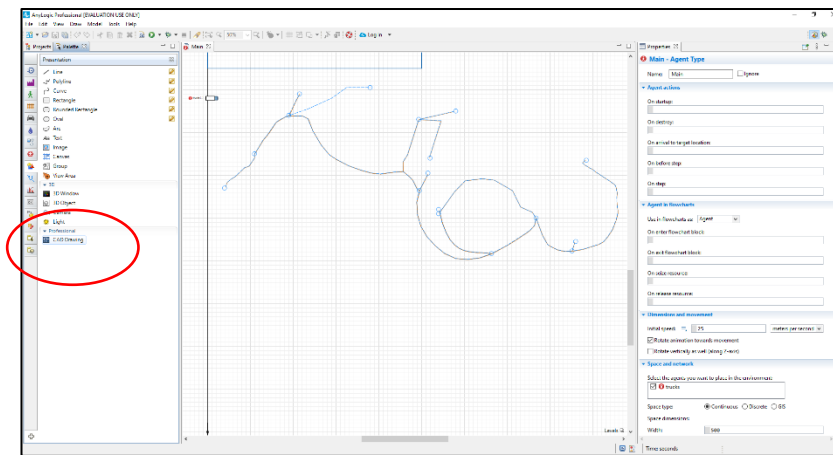 AnyLogic Professional [EVALUATION USE ONLY]
File Edit View Draw Model Tools Help
10%
Log in
Projects Palette
Main
Properties
Presentation
Line
Polyline
Curve
Rectangle
Rounded Rectangle
Oval
Arc
Text
Image
Canvas
Group
View Area
3D
3D Window
3D Object
Light
Professional
CAD Drawing
Levels
Main - Agent Type
Name: Main Ignore
Agent actions
On startup:
On destroy:
On arrival to target location:
On before step:
On step:
Agent in flowcharts
Use in flowcharts as: Agent
On enter flowchart block:
On exit flowchart block:
On seize resource:
On release resource:
Dimensions and movement
Initial speed: 25 meters per second
Rotate animation towards movement
Rotate vertically as well (along Z-axis)
Space and network
Select the agents you want to place in the environment:
trucks
Space type: Continuous Discrete GIS
Space dimensions:
Width: 500
Time: seconds